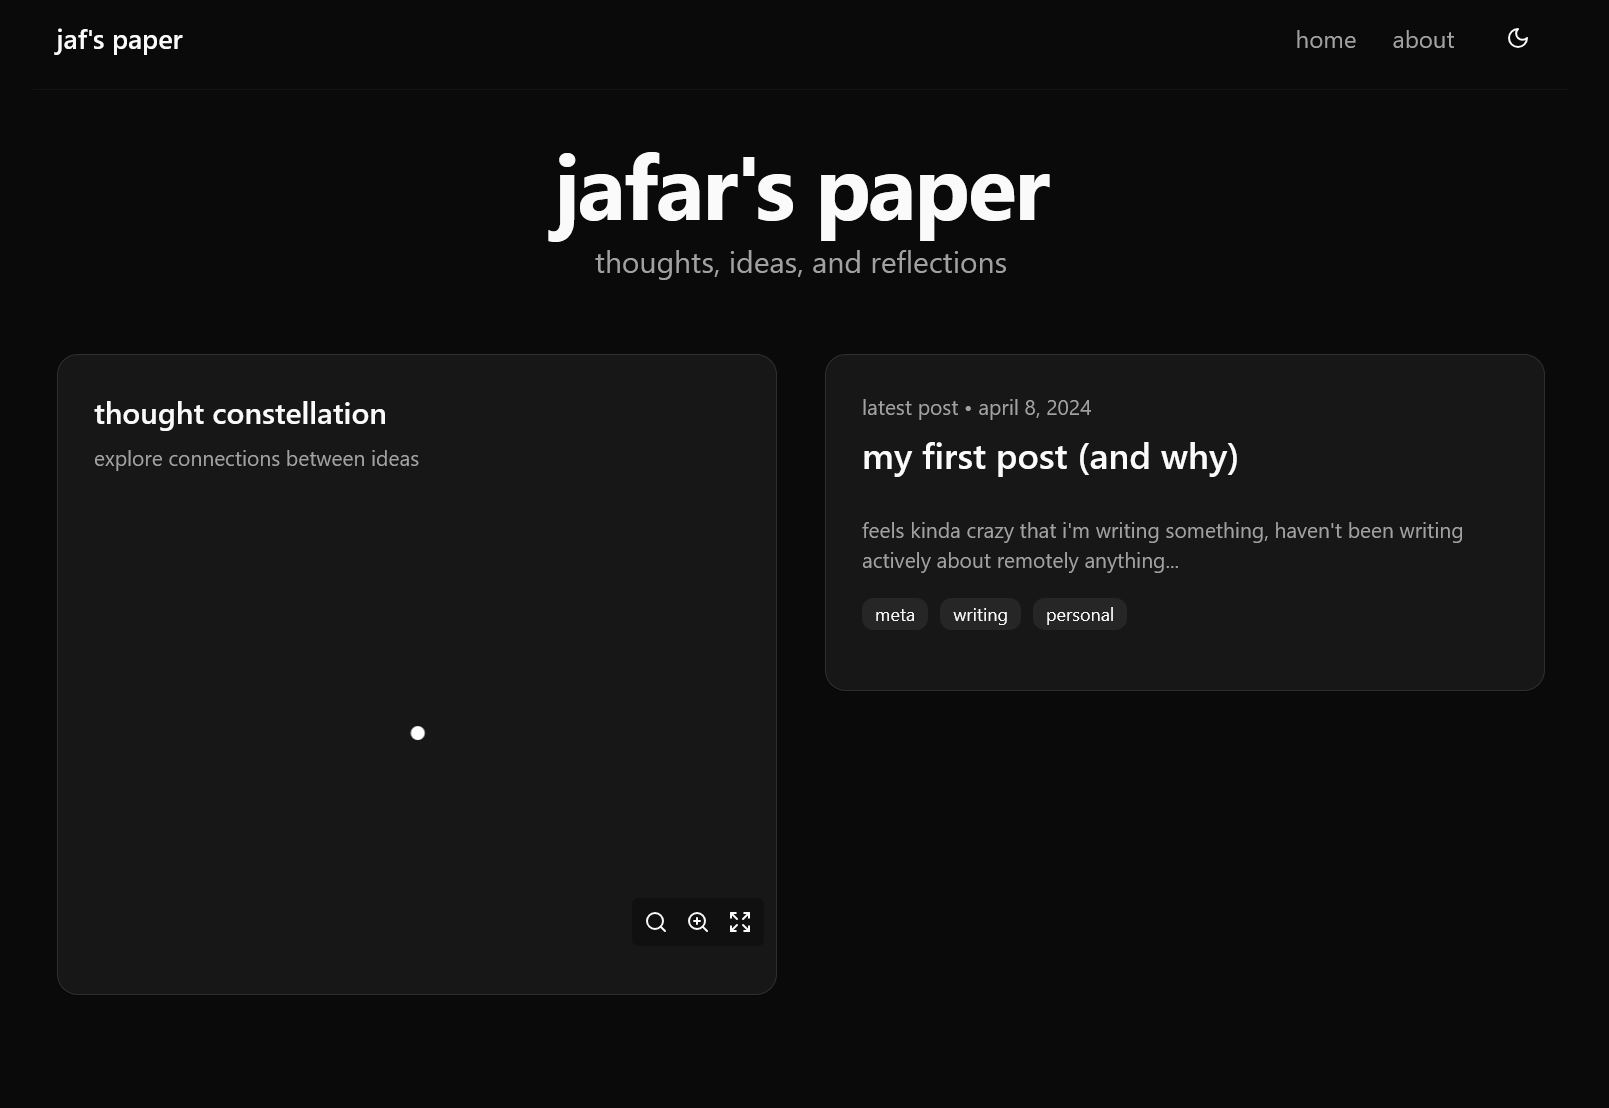 jaf's paper
home
about
jafar's paper
thoughts, ideas, and reflections
thought constellation
explore connections between ideas
latest post • april 8, 2024
my first post (and why)
feels kinda crazy that i'm writing something, haven't been writing
actively about remotely anything...
meta
writing
personal